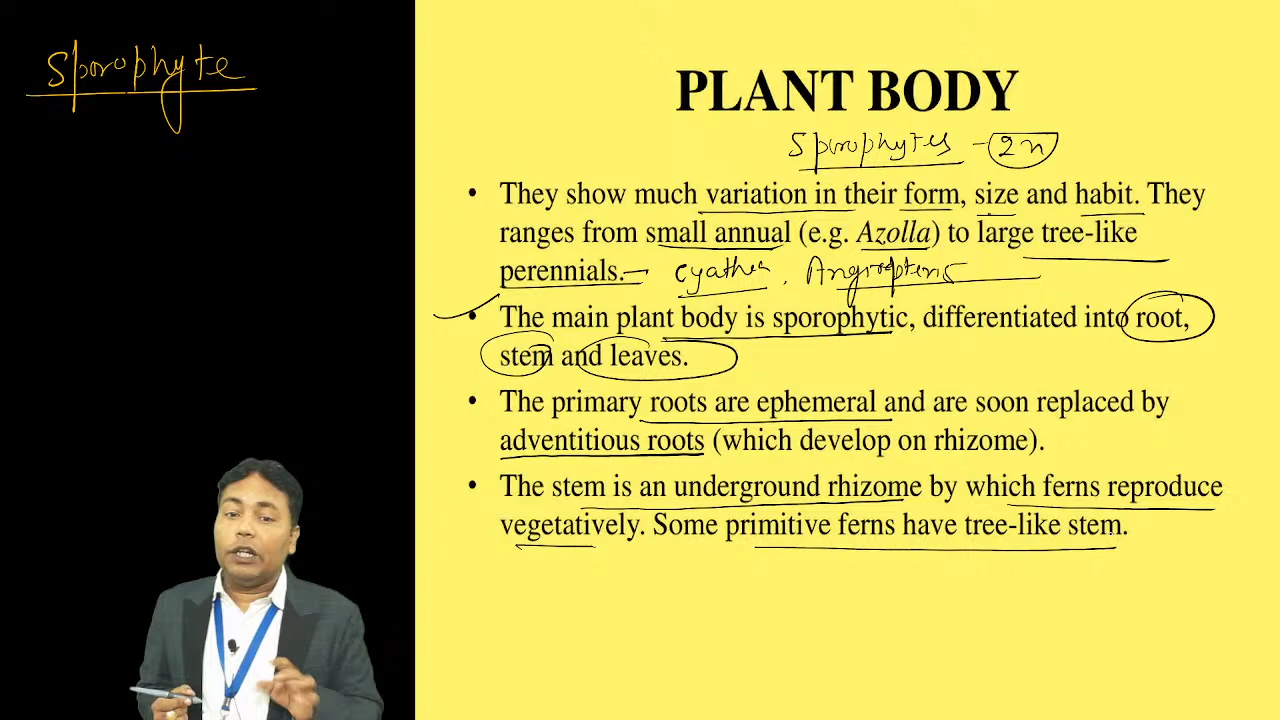 Sporophyte
PLANT BODY
Sporophytes - 2n
• They show much variation in their form, size and habit. They
ranges from small annual (e.g. Azolla) to large tree-like
perennials. – Cyathea, Angiopteris
• The main plant body is sporophytic, differentiated into root,
stem and leaves.
• The primary roots are ephemeral and are soon replaced by
adventitious roots (which develop on rhizome).
• The stem is an underground rhizome by which ferns reproduce
vegetatively. Some primitive ferns have tree-like stem.